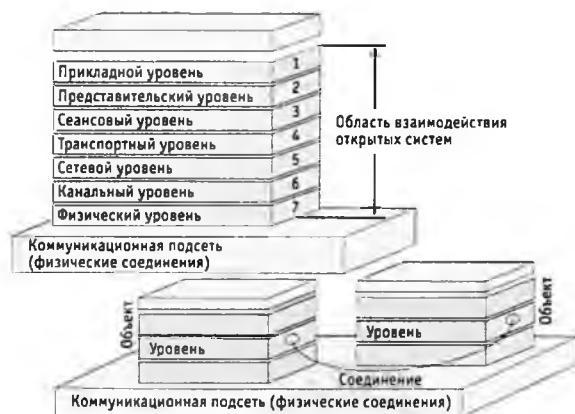 Прикладной уровень 1
Представительский уровень 2
Сеансовый уровень 3
Транспортный уровень 4
Сетевой уровень 5
Канальный уровень 6
Физический уровень 7
Область взаимодействия
открытых систем
Коммуникационная подсеть
(физические соединения)
Объект
Уровень
Уровень
Объект
Соединение
Коммуникационная подсеть (физические соединения)